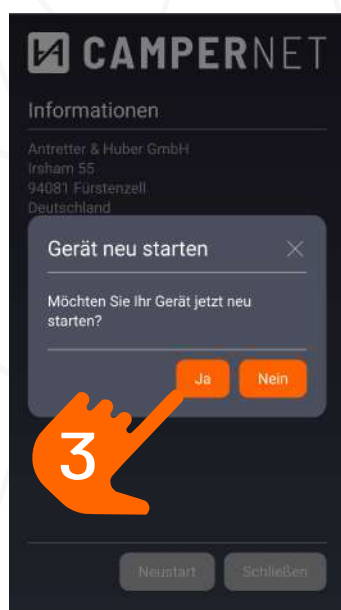 CAMPERNET
Informationen
Antretter & Huber GmbH
Irsham 55
94081 Fürstenzell
Deutschland
Gerät neu starten
Möchten Sie Ihr Gerät jetzt neu
starten?
Ja Nein
3
Neustart Schließen